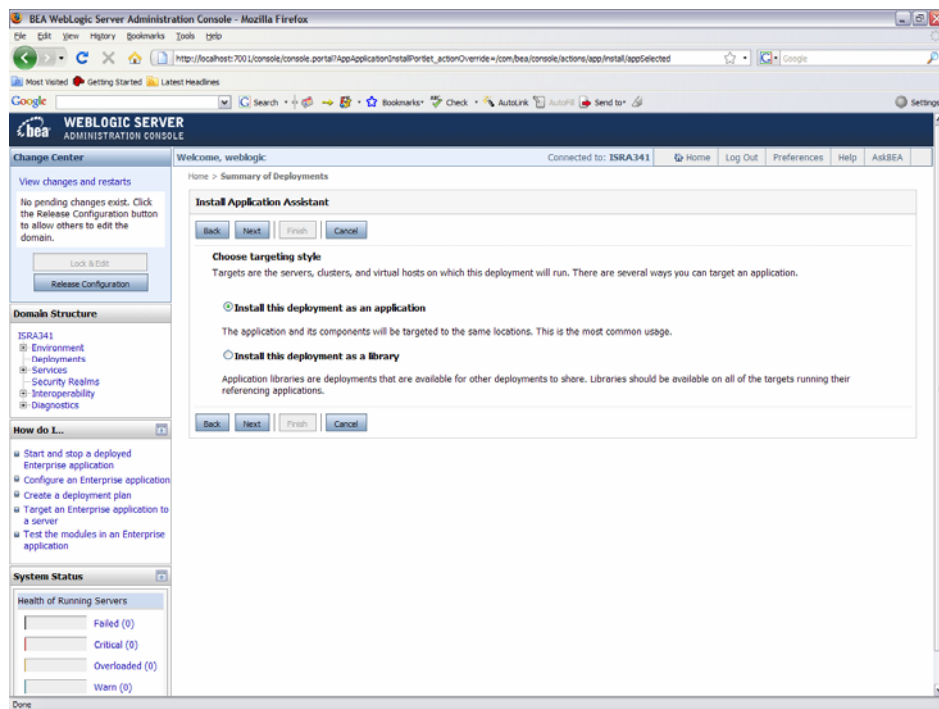 BEA WebLogic Server Administration Console - Mozilla Firefox
File Edit View History Bookmarks Tools Help
http://localhost:7001/console/console.portal?AppApplicationInstallPortlet_actionOverride=/com/bea/console/actions/app/install/appSelected
Google
Most Visited Getting Started Latest Headlines
Google Search Bookmarks Check AutoLink AutoFill Send to Settings
bea WEBLOGIC SERVER
ADMINISTRATION CONSOLE
Change Center
View changes and restarts
No pending changes exist. Click
the Release Configuration button
to allow others to edit the
domain.
Lock & Edit
Release Configuration
Domain Structure
ISRA341
Environment
Deployments
Services
Security Realms
Interoperability
Diagnostics
How do I...
Start and stop a deployed
Enterprise application
Configure an Enterprise application
Create a deployment plan
Target an Enterprise application to
a server
Test the modules in an Enterprise
application
System Status
Health of Running Servers
Failed (0)
Critical (0)
Overloaded (0)
Warn (0)
Welcome, weblogic Connected to: ISRA341 Home Log Out Preferences Help AskBEA
Home > Summary of Deployments
Install Application Assistant
Back Next Finish Cancel
Choose targeting style
Targets are the servers, clusters, and virtual hosts on which this deployment will run. There are several ways you can target an application.
Install this deployment as an application
The application and its components will be targeted to the same locations. This is the most common usage.
Install this deployment as a library
Application libraries are deployments that are available for other deployments to share. Libraries should be available on all of the targets running their
referencing applications.
Back Next Finish Cancel
Done